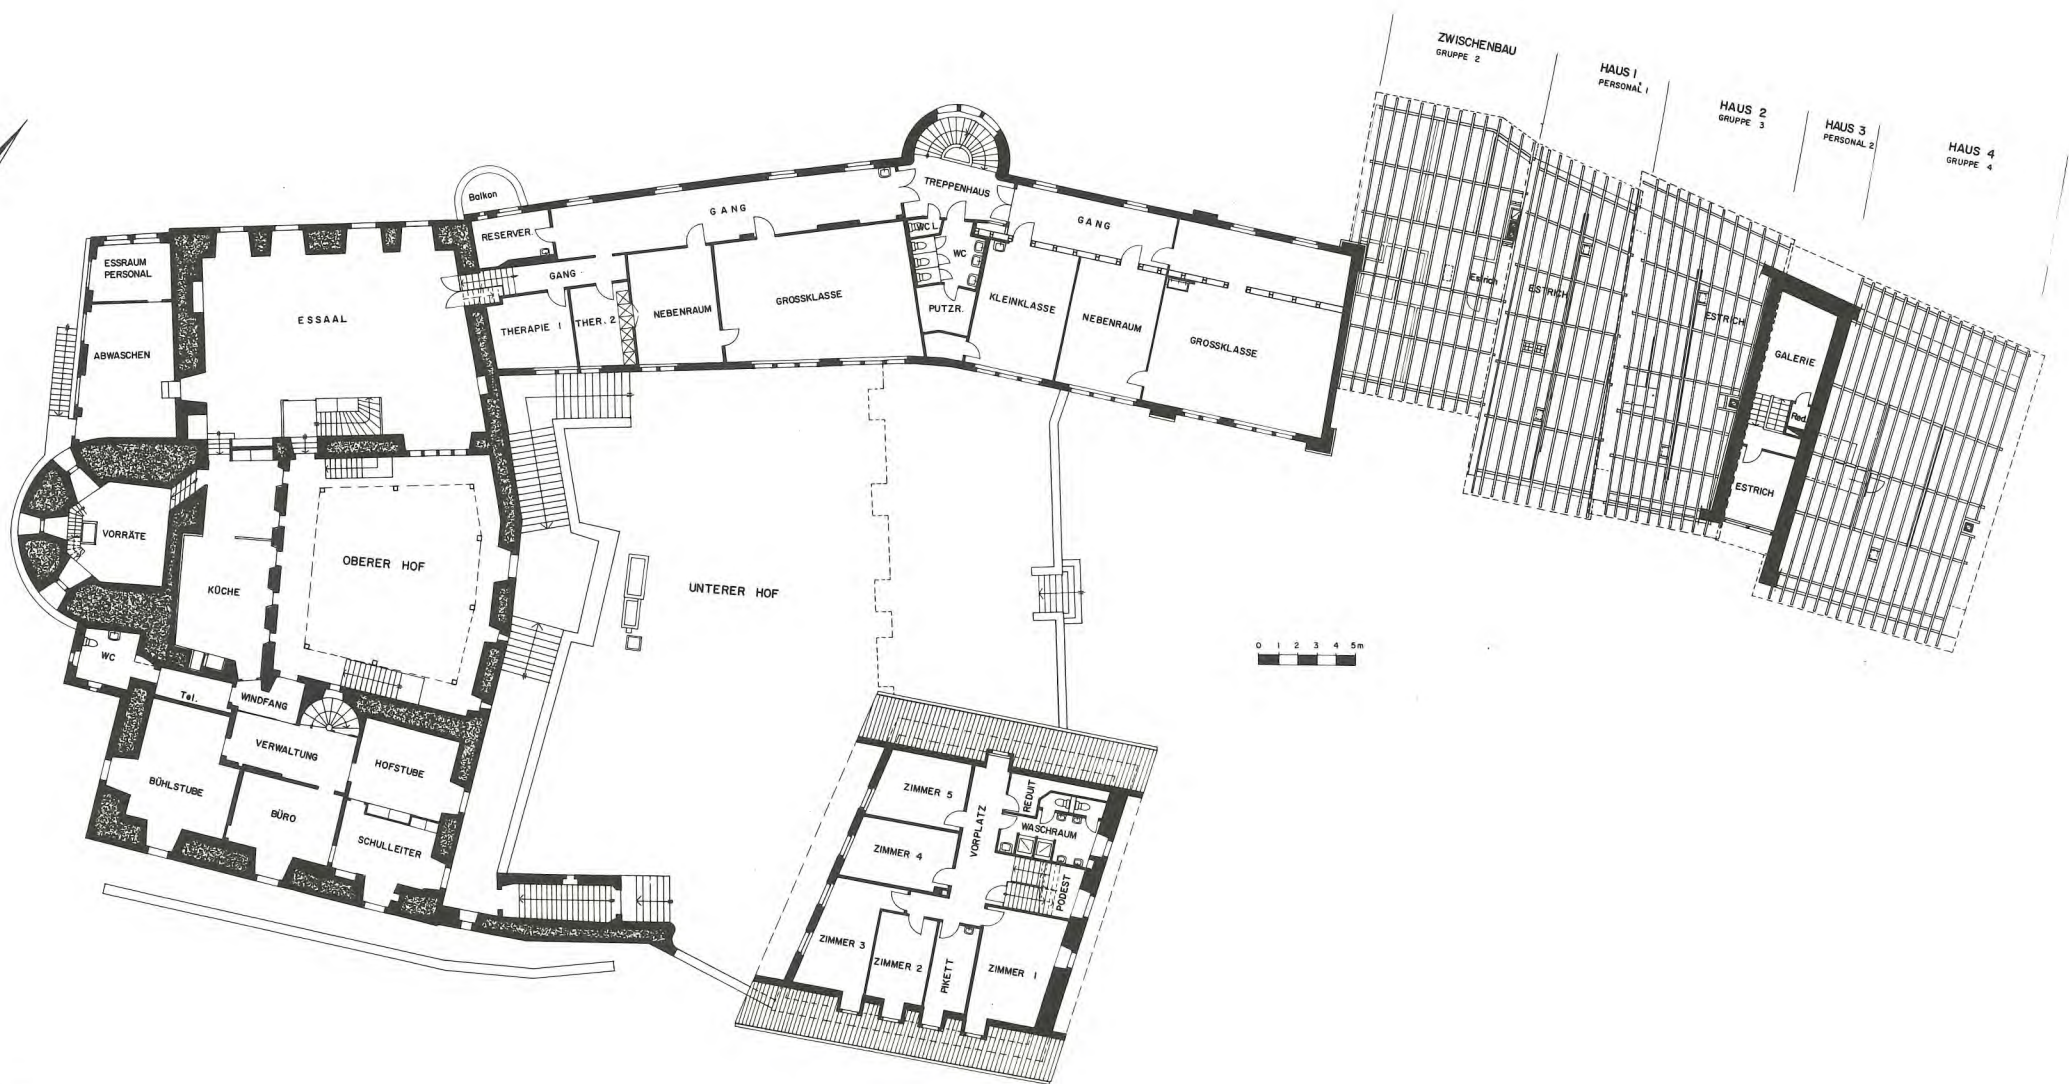 ZWISCHENBAU
GRUPPE 2
HAUS 1
PERSONAL 1
HAUS 2
GRUPPE 3
HAUS 3
PERSONAL 2
HAUS 4
GRUPPE 4
Balkon
TREPPENHAUS
GANG
GANG
RESERVER.
WC L.
WC
ESSRAUM
PERSONAL
GANG
Estrich
ESTRICH
ESTRICH
ESSAAL
THERAPIE 1
THER. 2
NEBENRAUM
GROSSKLASSE
PUTZR.
KLEINKLASSE
NEBENRAUM
GROSSKLASSE
GALERIE
ABWASCHEN
Red.
ESTRICH
VORRÄTE
KÜCHE
OBERER HOF
UNTERER HOF
0 1 2 3 4 5m
WC
Tel.
WINDFANG
VERWALTUNG
HOFSTUBE
BÜHLSTUBE
BÜRO
SCHULLEITER
ZIMMER 5
REDUIT
VORPLATZ
WASCHRAUM
ZIMMER 4
PODEST
ZIMMER 3
ZIMMER 2
PIKETT
ZIMMER 1